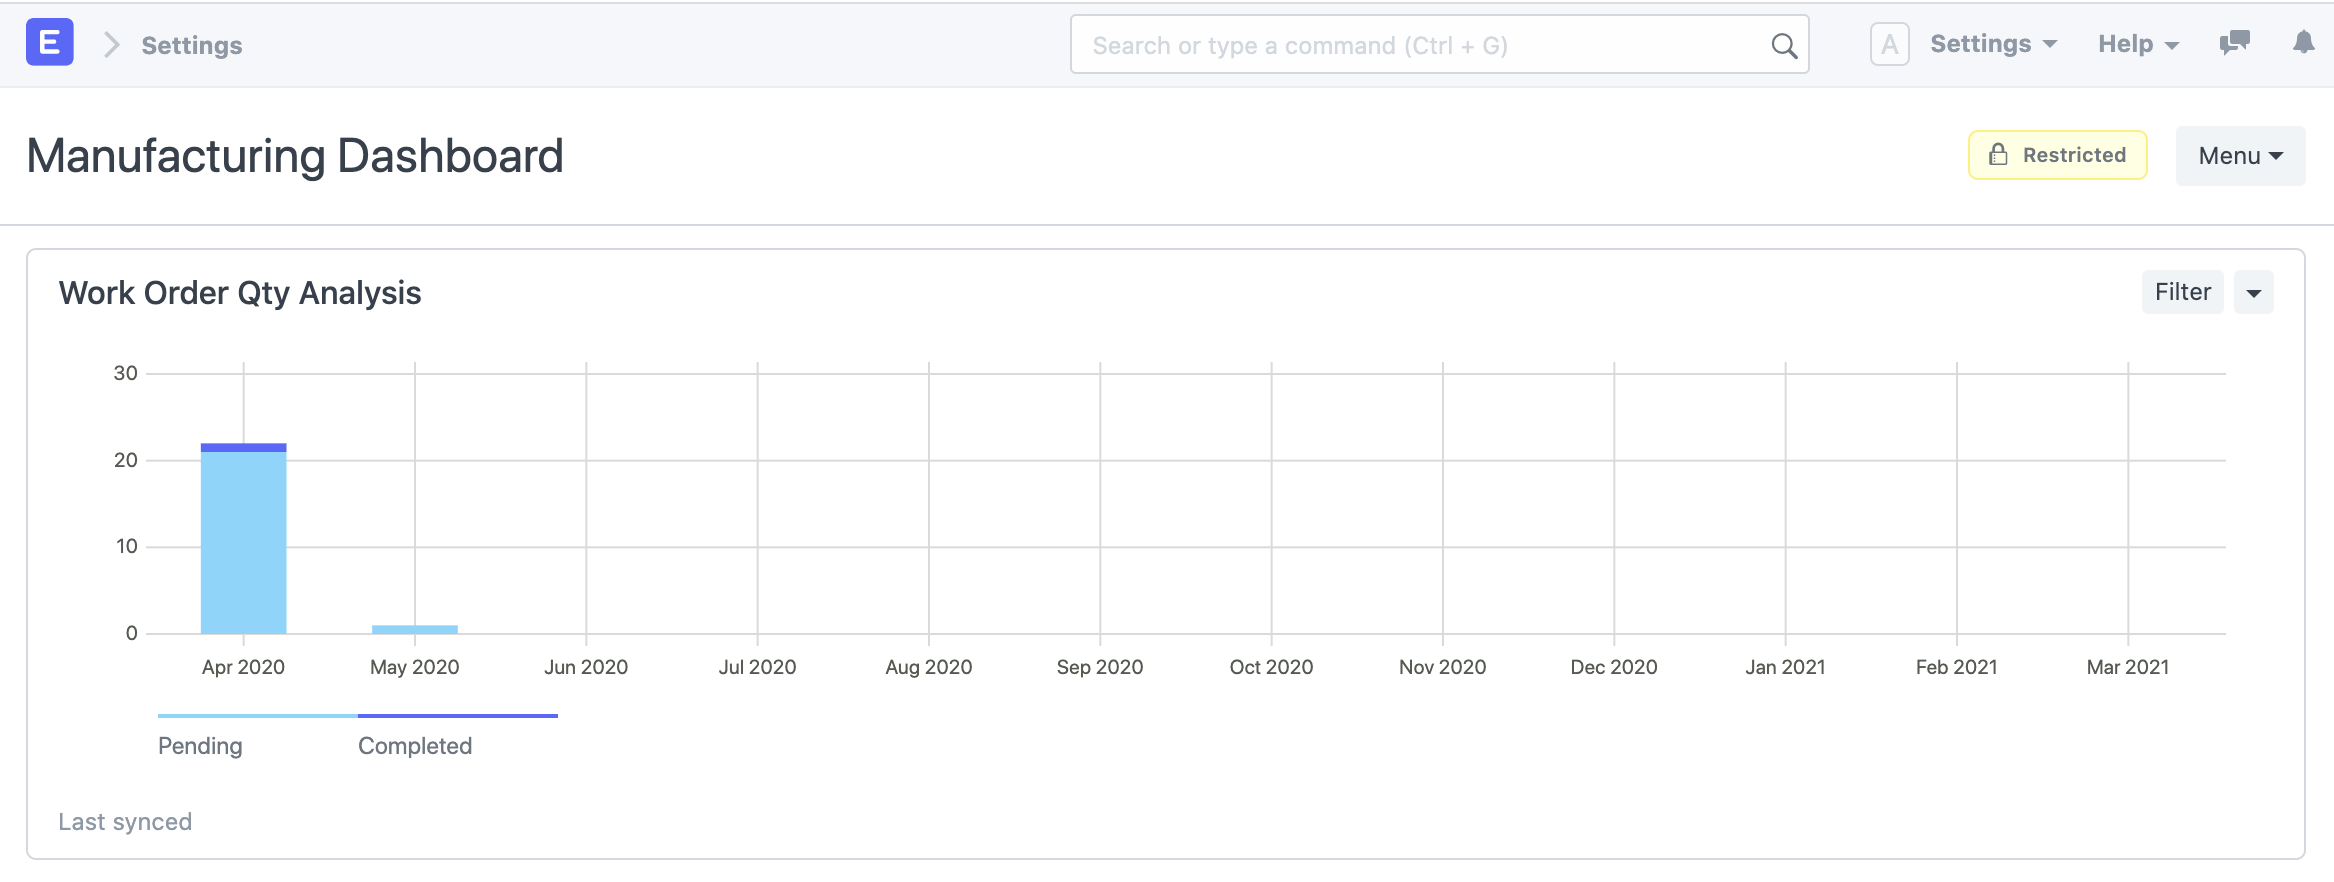 E
Settings
Search or type a command (Ctrl + G)
A
Settings
Help
Manufacturing Dashboard
Restricted
Menu
Work Order Qty Analysis
Filter
30
20
10
0
Apr 2020 May 2020 Jun 2020 Jul 2020 Aug 2020 Sep 2020 Oct 2020 Nov 2020 Dec 2020 Jan 2021 Feb 2021 Mar 2021
Pending Completed
Last synced